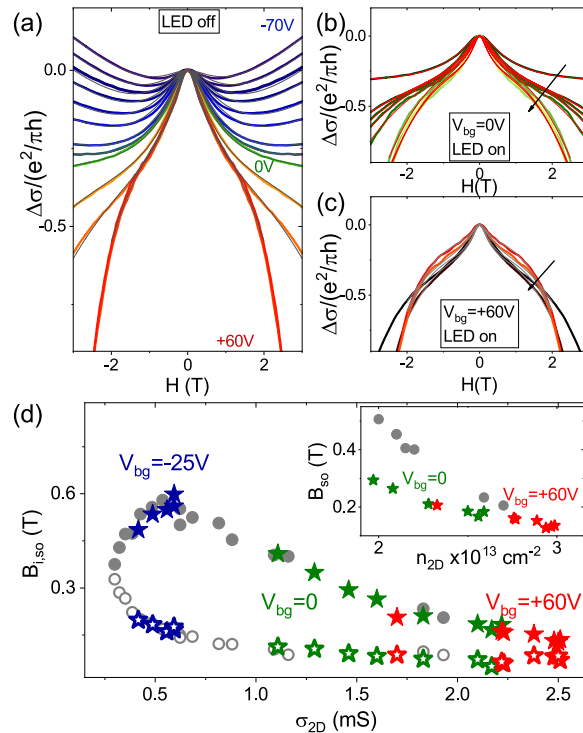 (a)
LED off
-70V
0.0
0V
-0.5
+60V
Δσ/(e²/πh)
-2
0
2
H (T)
(b)
0.0
-0.5
V_bg=0V
LED on
Δσ/(e²/πh)
-2
0
2
H(T)
(c)
0.0
-0.5
V_bg=+60V
LED on
Δσ/(e²/πh)
-2
0
2
H(T)
(d)
V_bg=-25V
0.6
0.3
B_i,so (T)
V_bg=0
V_bg=+60V
0.5
1.0
1.5
2.0
2.5
σ_2D (mS)
0.4
0.2
B_so (T)
V_bg=0
V_bg=+60V
2
3
n_2D x10¹³ cm⁻²